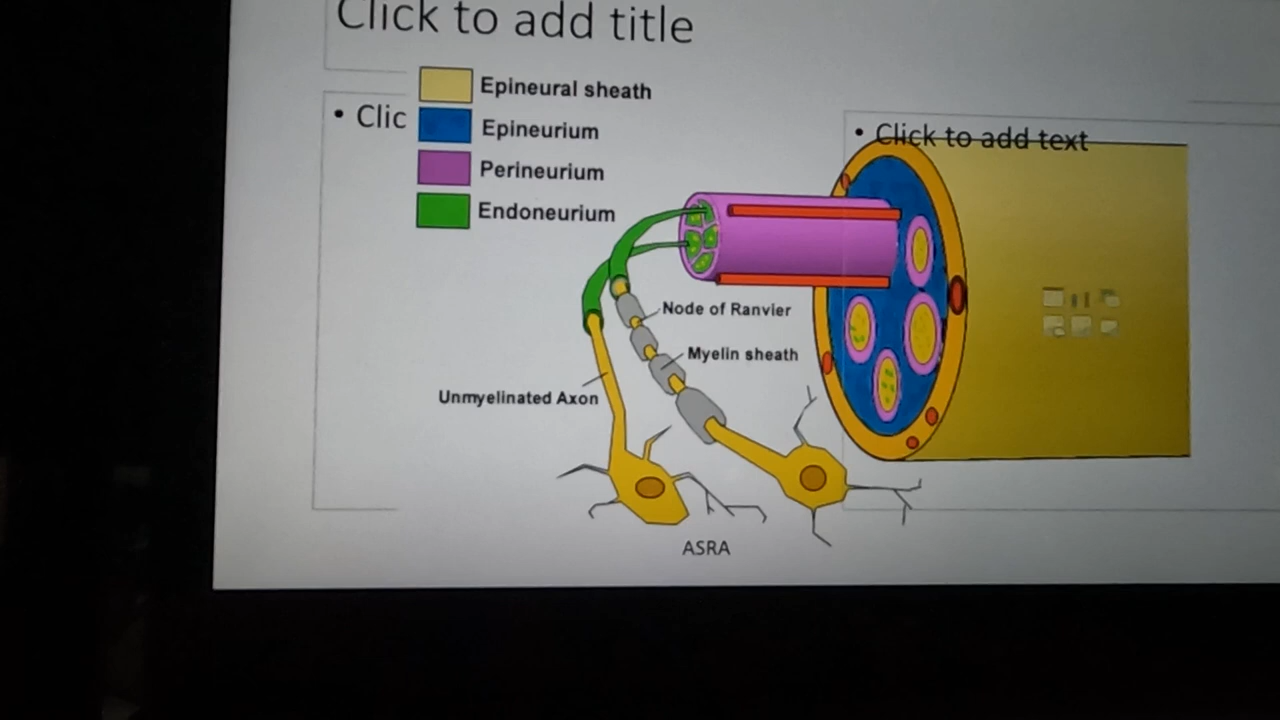 Click to add title
Epineural sheath
• Clic
Epineurium
• Click to add text
Perineurium
Endoneurium
Node of Ranvier
Myelin sheath
Unmyelinated Axon
ASRA